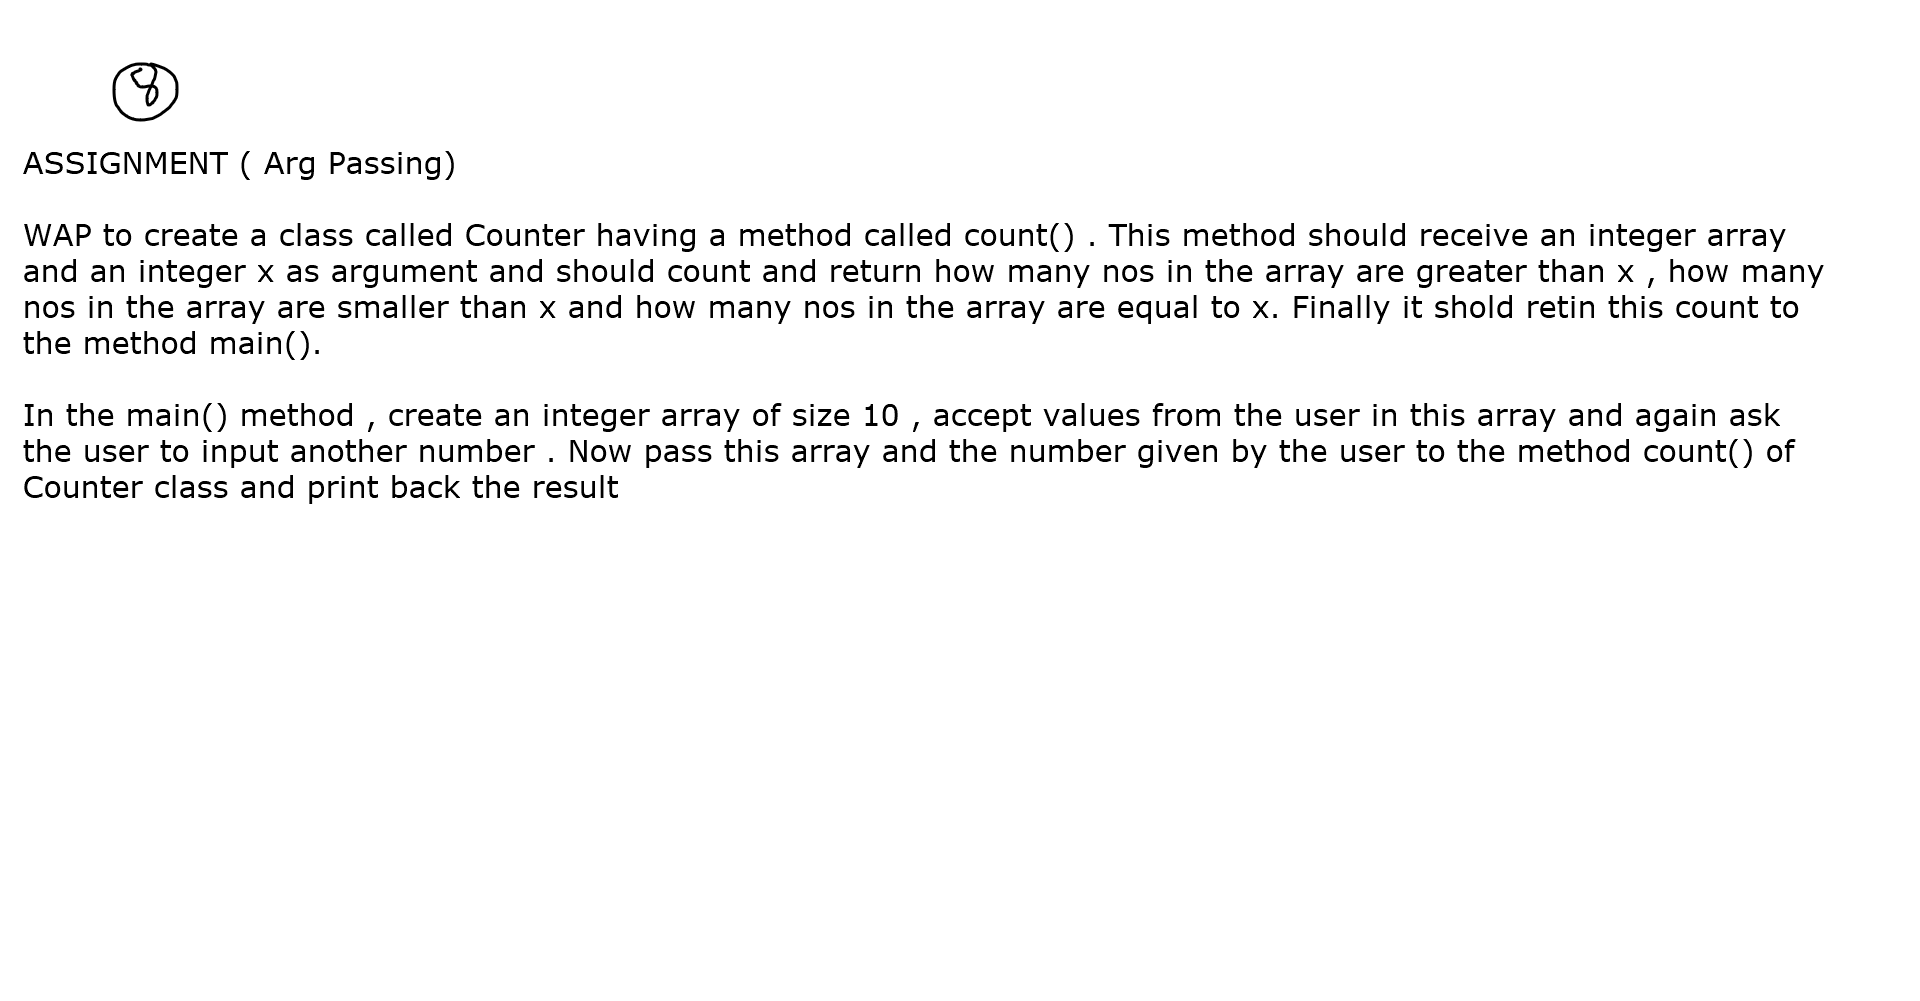 8
ASSIGNMENT ( Arg Passing)
WAP to create a class called Counter having a method called count() . This method should receive an integer array
and an integer x as argument and should count and return how many nos in the array are greater than x , how many
nos in the array are smaller than x and how many nos in the array are equal to x. Finally it shold retin this count to
the method main().
In the main() method , create an integer array of size 10 , accept values from the user in this array and again ask
the user to input another number . Now pass this array and the number given by the user to the method count() of
Counter class and print back the result